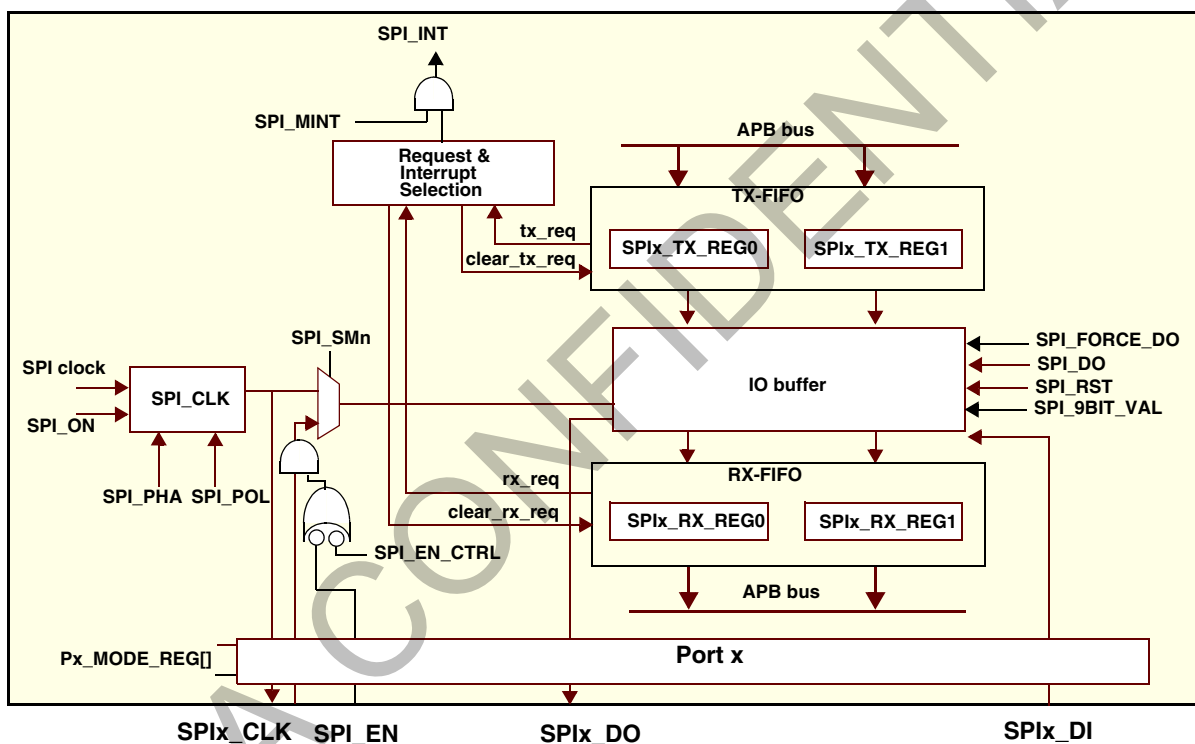 SPI_INT
SPI_MINT
APB bus
Request &
Interrupt
Selection
TX-FIFO
tx_req
SPIx_TX_REG0
SPIx_TX_REG1
clear_tx_req
SPI_SMn
SPI_FORCE_DO
SPI clock
SPI_DO
IO buffer
SPI_CLK
SPI_RST
SPI_ON
SPI_9BIT_VAL
rx_req
RX-FIFO
SPI_PHA
SPI_POL
clear_rx_req
SPIx_RX_REG0
SPIx_RX_REG1
SPI_EN_CTRL
APB bus
Px_MODE_REG[]
Port x
SPIx_CLK
SPI_EN
SPIx_DO
SPIx_DI
A CONFIDENTI